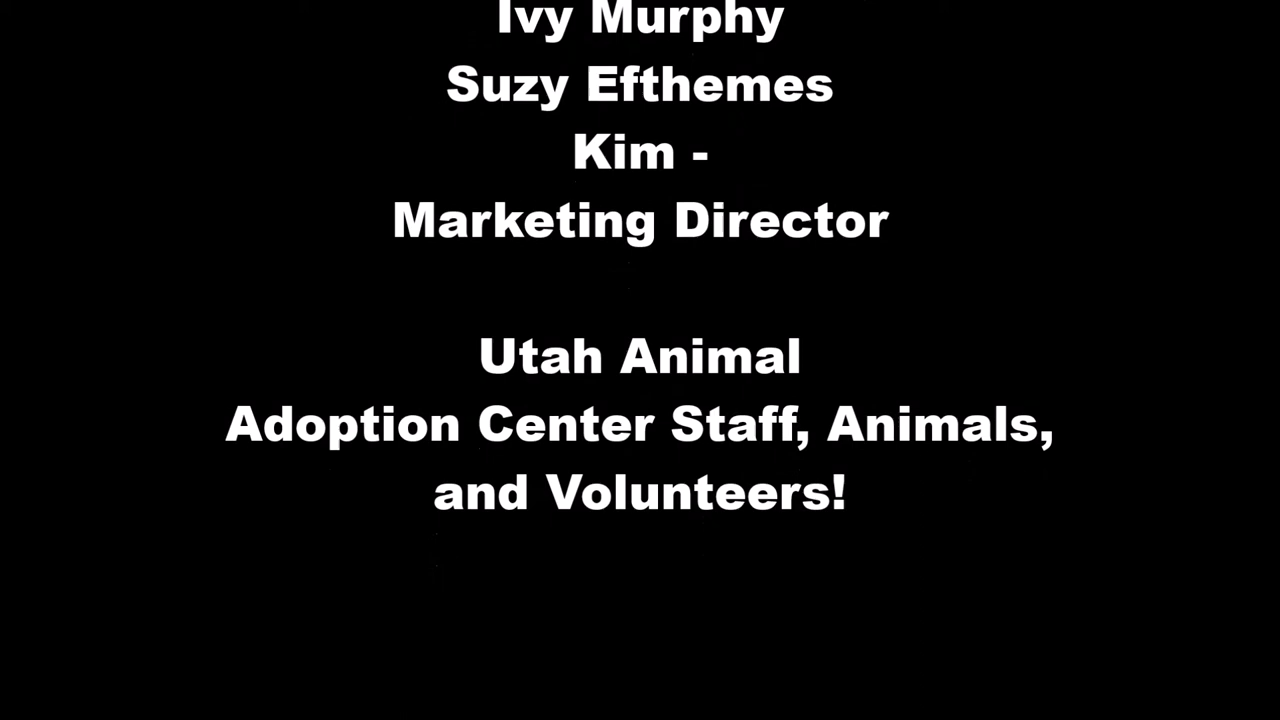 Ivy Murphy
Suzy Efthemes
Kim -
Marketing Director
Utah Animal
Adoption Center Staff, Animals,
and Volunteers!